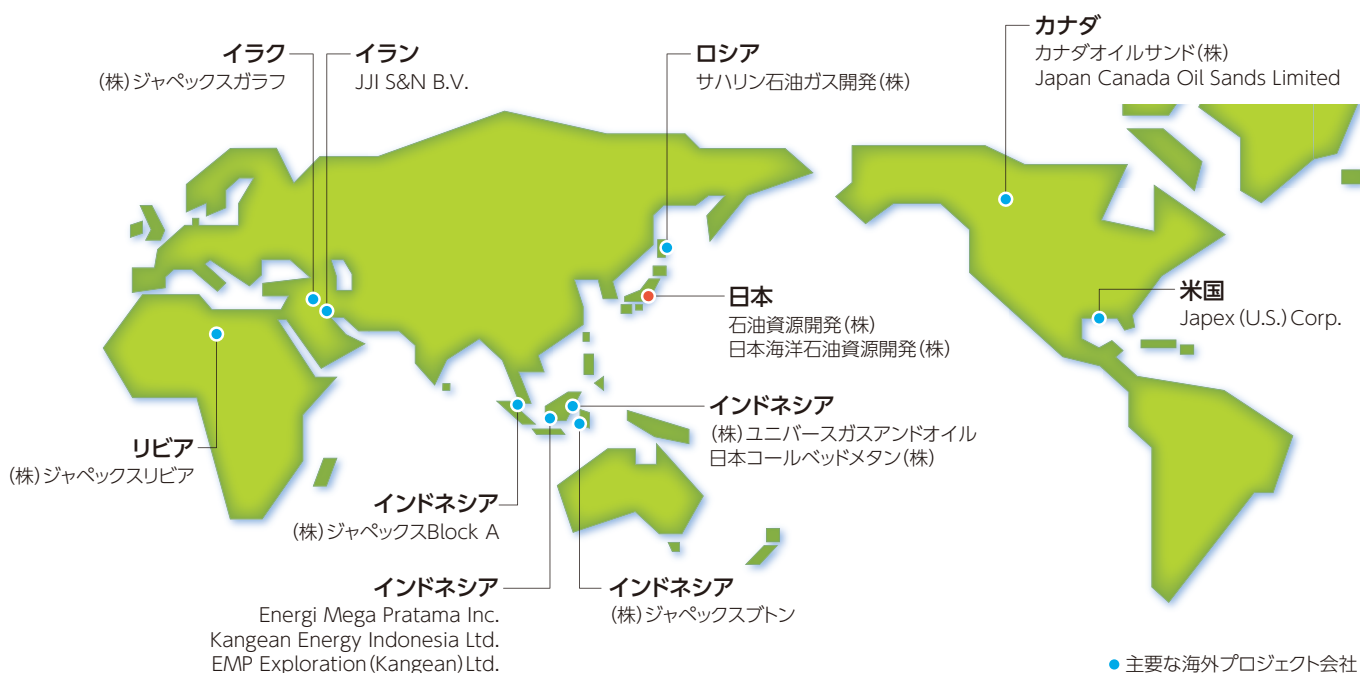 イラク
(株)ジャペックスガラフ
イラン
JJI S&N B.V.
ロシア
サハリン石油ガス開発(株)
カナダ
カナダオイルサンド(株)
Japan Canada Oil Sands Limited
日本
石油資源開発(株)
日本海洋石油資源開発(株)
米国
Japex (U.S.) Corp.
リビア
(株)ジャペックスリビア
インドネシア
(株)ユニバースガスアンドオイル
日本コールベッドメタン(株)
インドネシア
(株)ジャペックスBlock A
インドネシア
Energi Mega Pratama Inc.
Kangean Energy Indonesia Ltd.
EMP Exploration (Kangean) Ltd.
インドネシア
(株)ジャペックスブトン
主要な海外プロジェクト会社